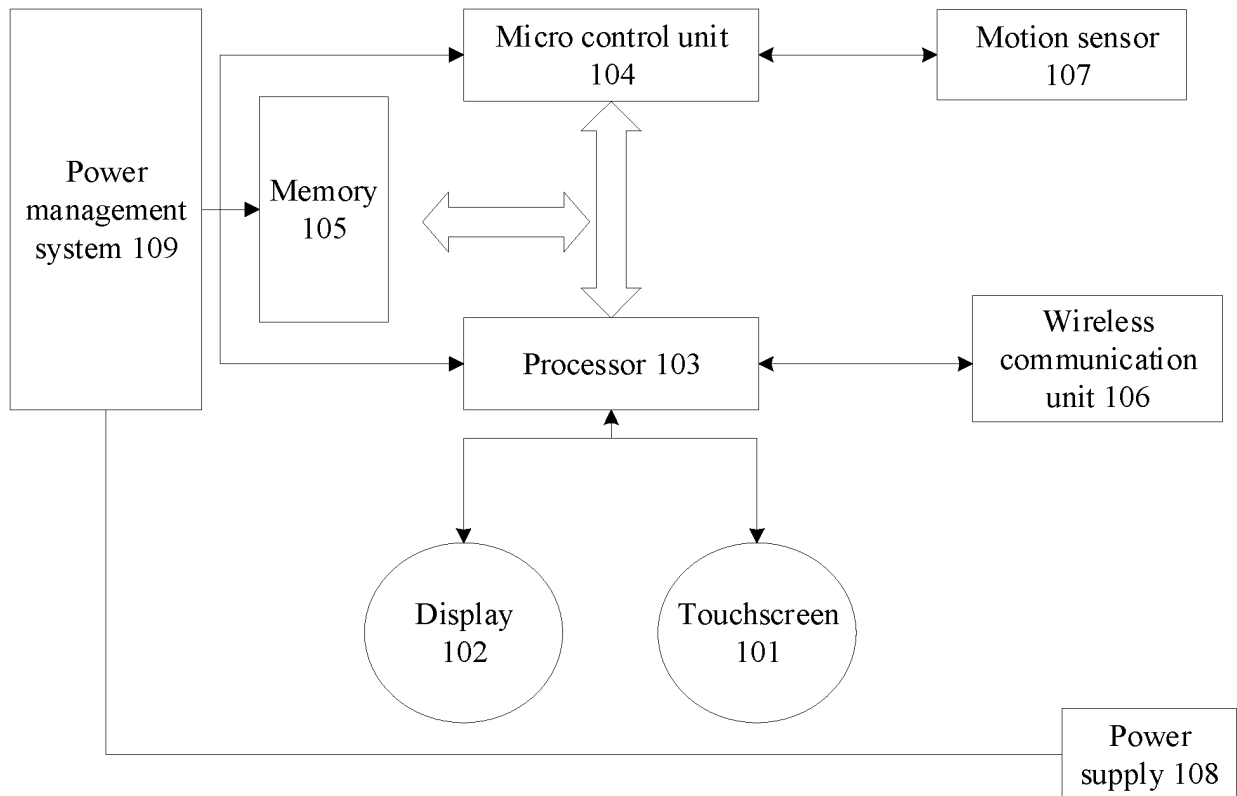 Micro control unit
104
Motion sensor
107
Power
management
system 109
Memory
105
Processor 103
Wireless
communication
unit 106
Display
102
Touchscreen
101
Power
supply 108